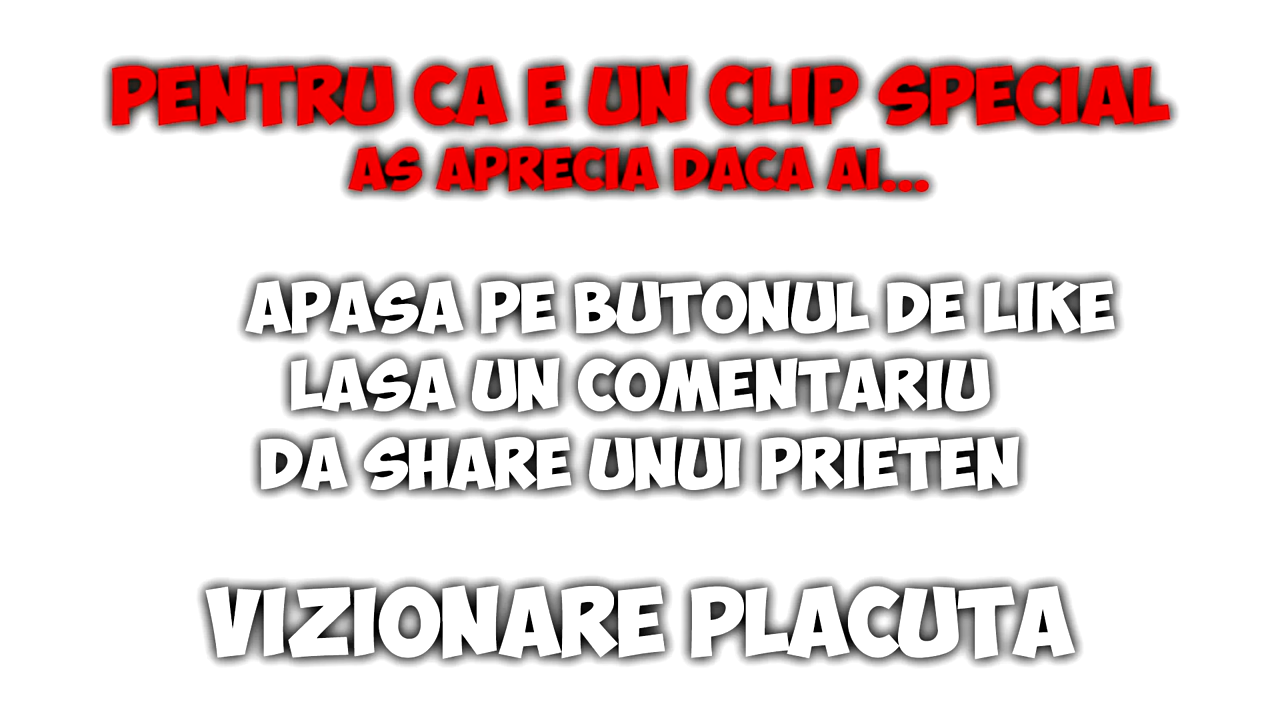 PENTRU CA E UN CLIP SPECIAL
AS APRECIA DACA AI...
APASA PE BUTONUL DE LIKE
LASA UN COMENTARIU
DA SHARE UNUI PRIETEN
VIZIONARE PLACUTA